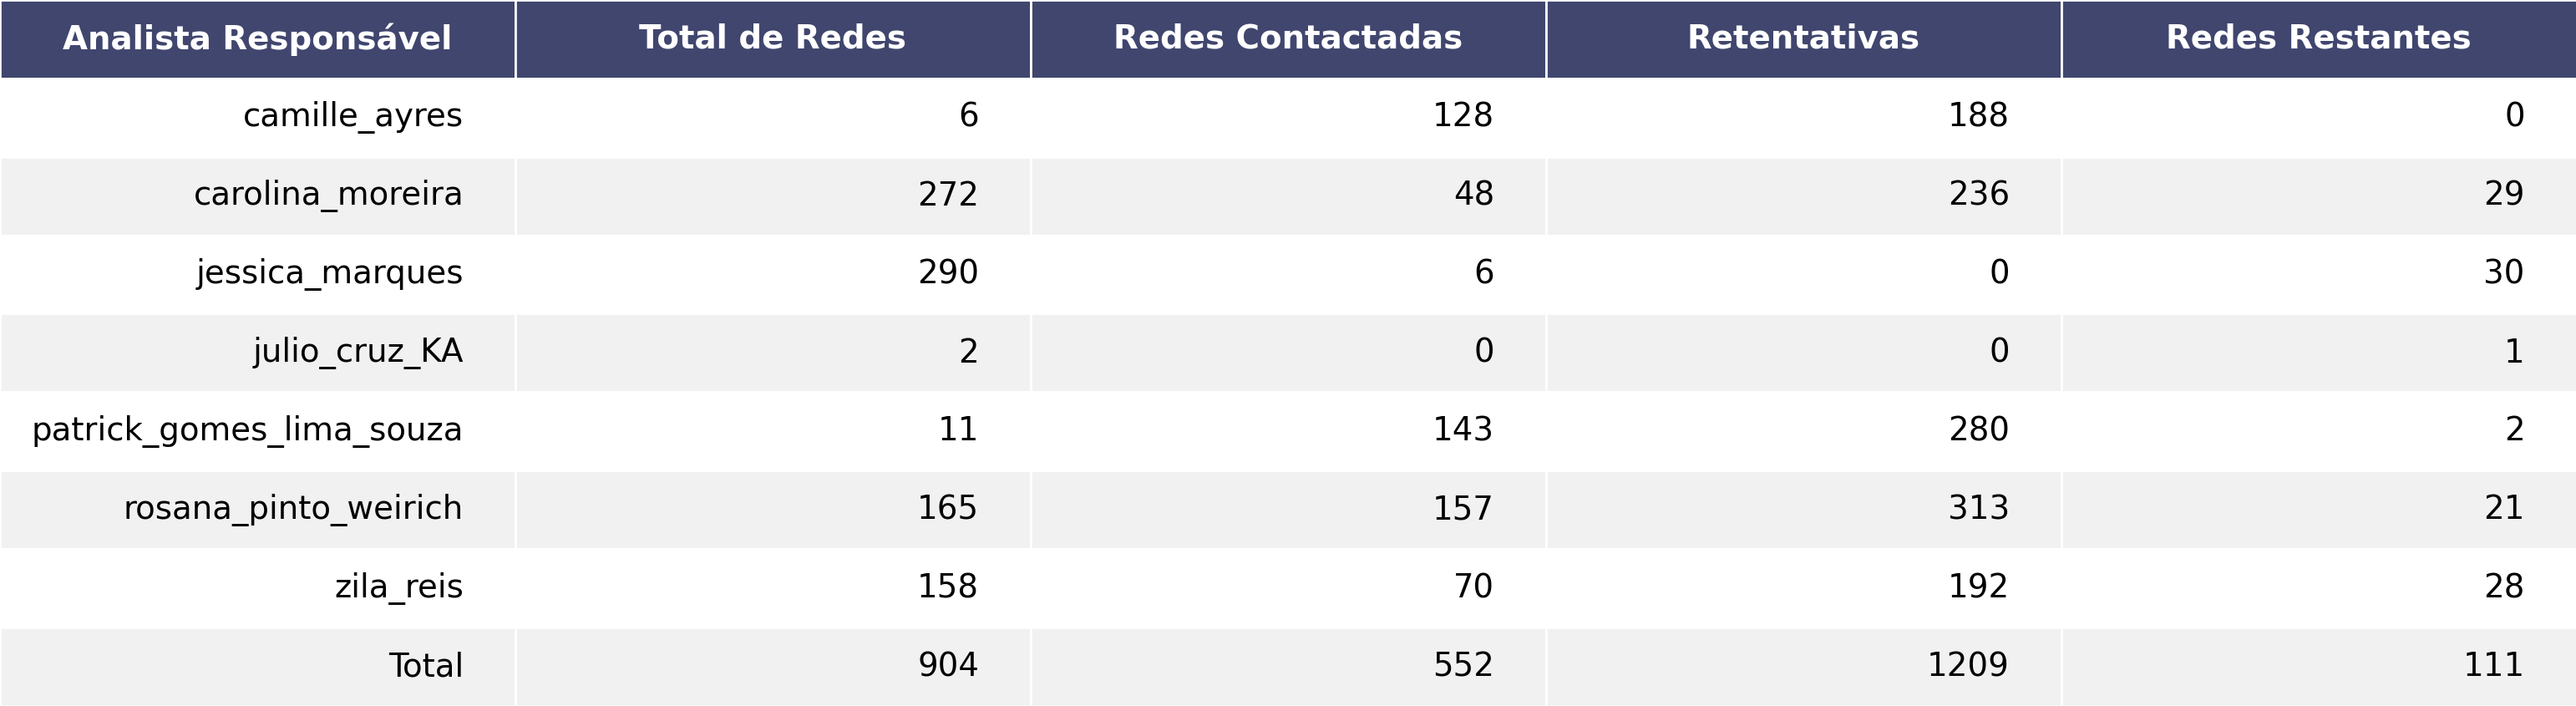 Analista Responsável Total de Redes Redes Contactadas Retentativas Redes Restantes
camille_ayres 6 128 188 0
carolina_moreira 272 48 236 29
jessica_marques 290 6 0 30
julio_cruz_KA 2 0 0 1
patrick_gomes_lima_souza 11 143 280 2
rosana_pinto_weirich 165 157 313 21
zila_reis 158 70 192 28
Total 904 552 1209 111